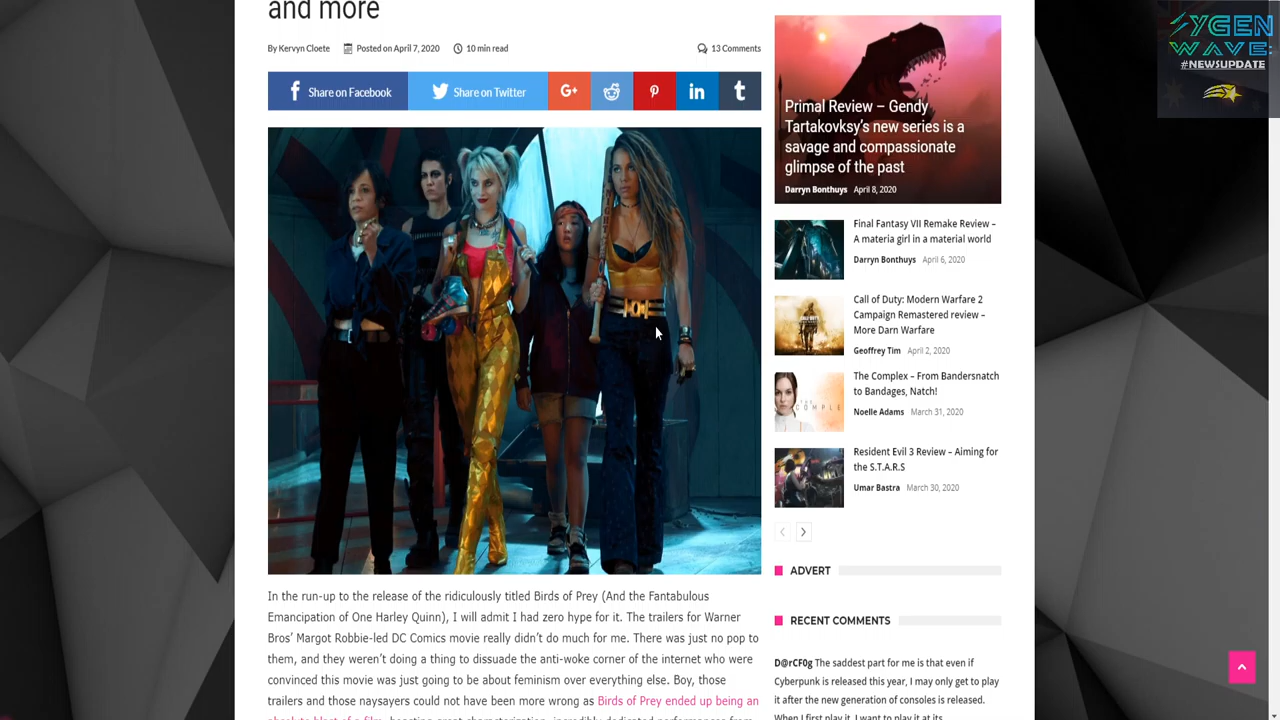 and more
By Kervyn Cloete Posted on April 7, 2020 10 min read 13 Comments
Share on Facebook Share on Twitter G+ in t
In the run-up to the release of the ridiculously titled Birds of Prey (And the Fantabulous
Emancipation of One Harley Quinn), I will admit I had zero hype for it. The trailers for Warner
Bros' Margot Robbie-led DC Comics movie really didn't do much for me. There was just no pop to
them, and they weren't doing a thing to dissuade the anti-woke corner of the internet who were
convinced this movie was just going to be about feminism over everything else. Boy, those
trailers and those naysayers could not have been more wrong as Birds of Prey ended up being an
Primal Review – Gendy
Tartakovksy's new series is a
savage and compassionate
glimpse of the past
Darryn Bonthuys April 8, 2020
Final Fantasy VII Remake Review –
A materia girl in a material world
Darryn Bonthuys April 6, 2020
Call of Duty: Modern Warfare 2
Campaign Remastered review –
More Darn Warfare
Geoffrey Tim April 2, 2020
The Complex – From Bandersnatch
to Bandages, Natch!
Noelle Adams March 31, 2020
Resident Evil 3 Review – Aiming for
the S.T.A.R.S
Umar Bastra March 30, 2020
ADVERT
RECENT COMMENTS
D@rCF0g The saddest part for me is that even if
Cyberpunk is released this year, I may only get to play
it after the new generation of consoles is released.
When I first play it, I want to play it at its
SYGEN
WAVE:
#NEWSUPDATE